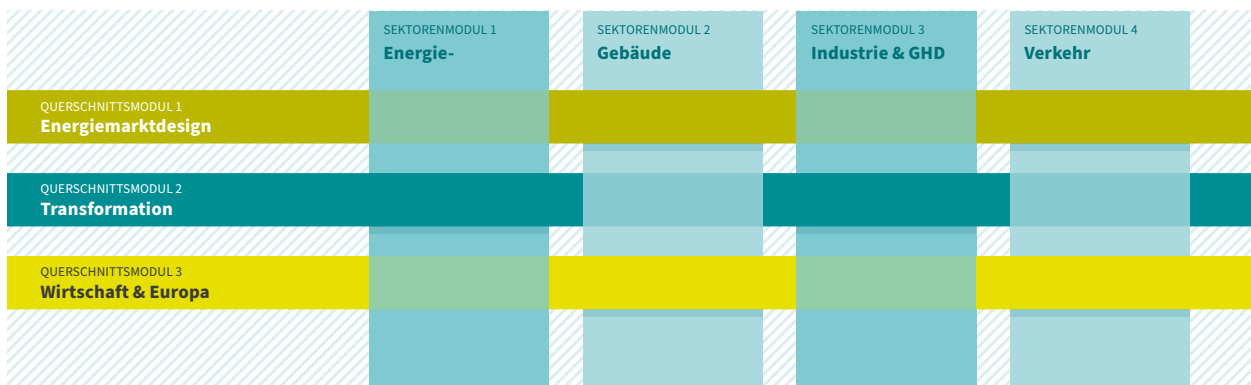 SEKTORENMODUL 1
Energie-
SEKTORENMODUL 2
Gebäude
SEKTORENMODUL 3
Industrie & GHD
SEKTORENMODUL 4
Verkehr
QUERSCHNITTSMODUL 1
Energiemarktdesign
QUERSCHNITTSMODUL 2
Transformation
QUERSCHNITTSMODUL 3
Wirtschaft & Europa